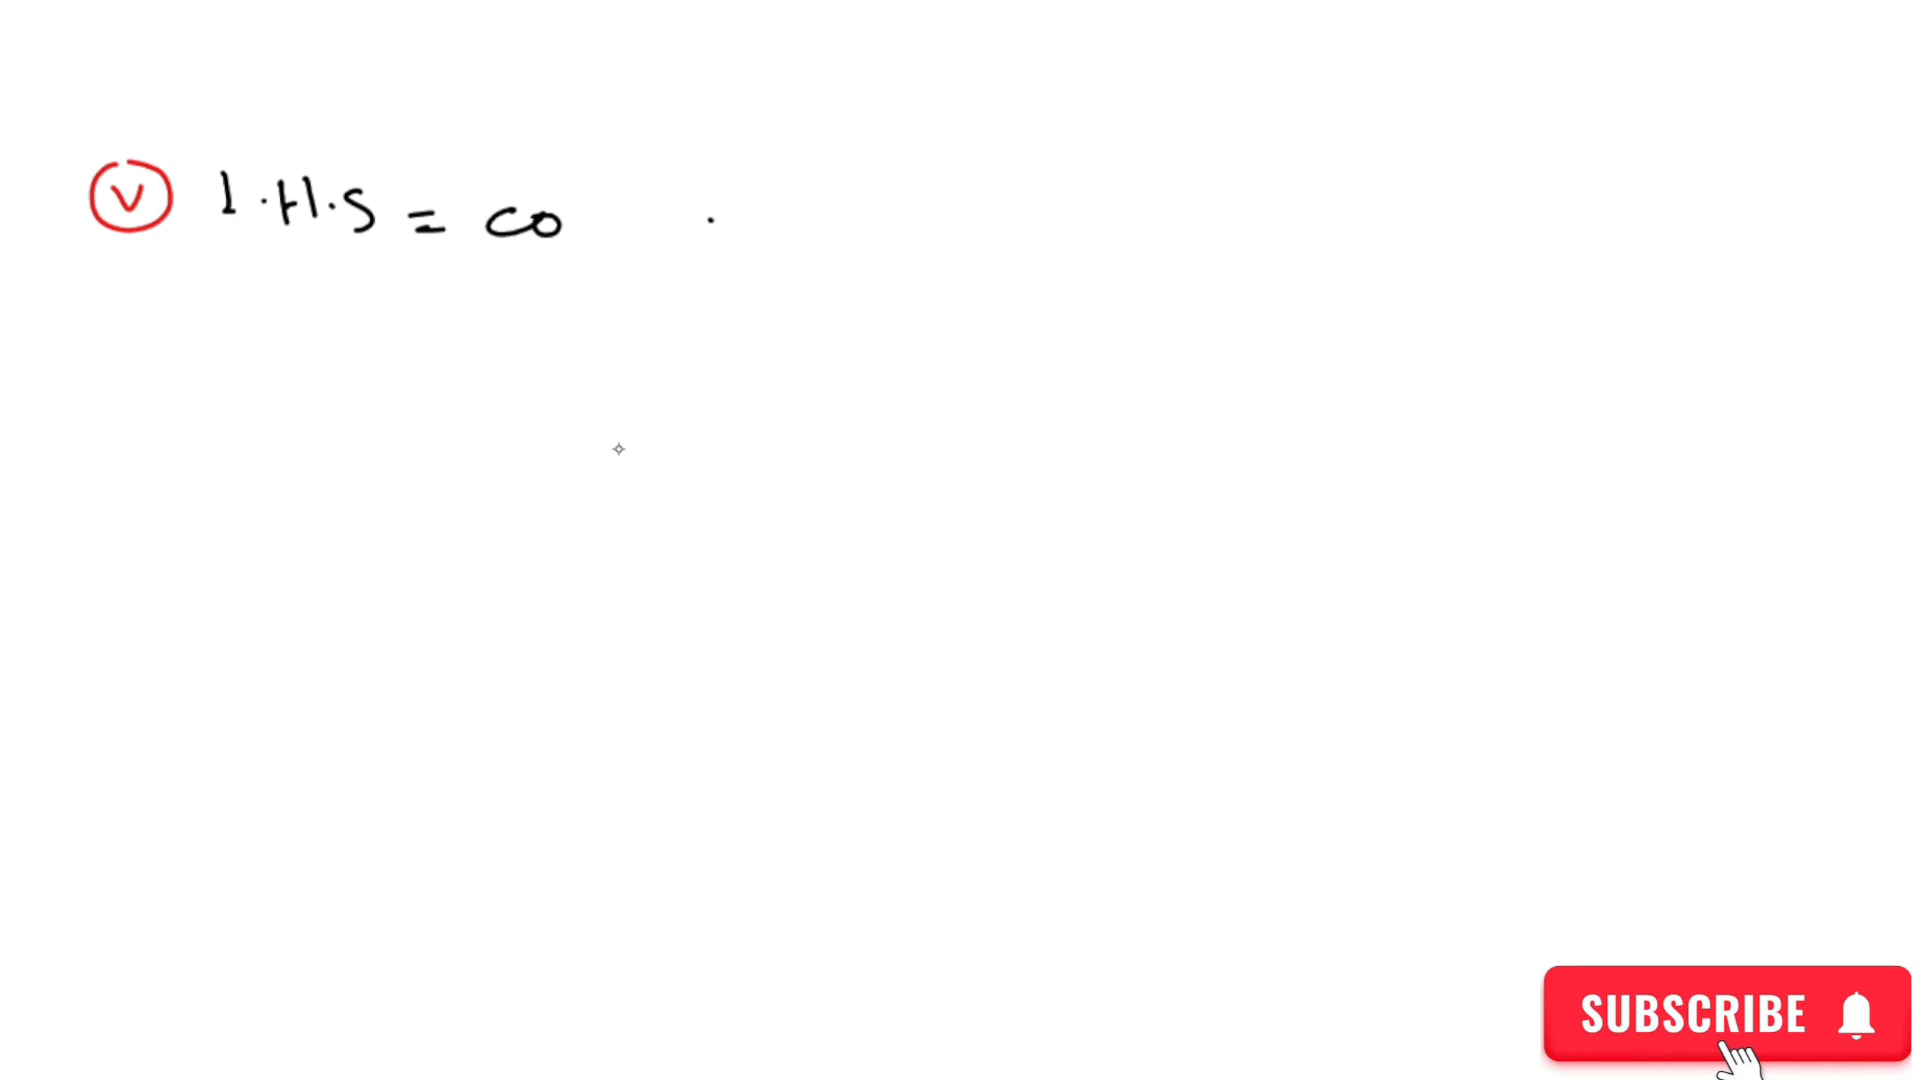 (v) L.H.S = co .
SUBSCRIBE